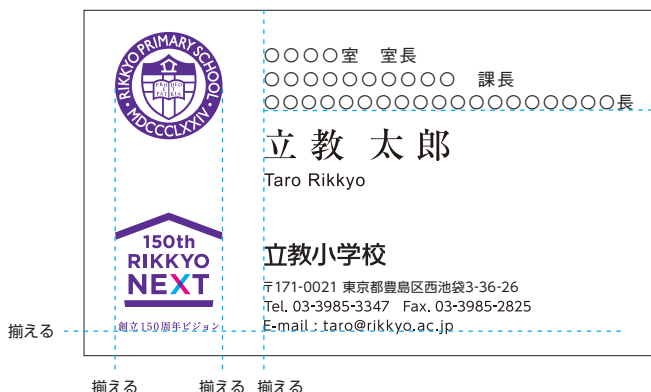 RIKKYO PRIMARY SCHOOL
PRO DEO
ET PATRIA
MDCCCLXXIV
○○○○室　室長
○○○○○○○○○○　課長
○○○○○○○○○○○○○○○○○○○長
立教 太郎
Taro Rikkyo
150th
RIKKYO
NEXT
創立150周年ビジョン
立教小学校
〒171-0021 東京都豊島区西池袋3-36-26
Tel. 03-3985-3347 Fax. 03-3985-2825
E-mail : taro@rikkyo.ac.jp
揃える
揃える 揃える 揃える